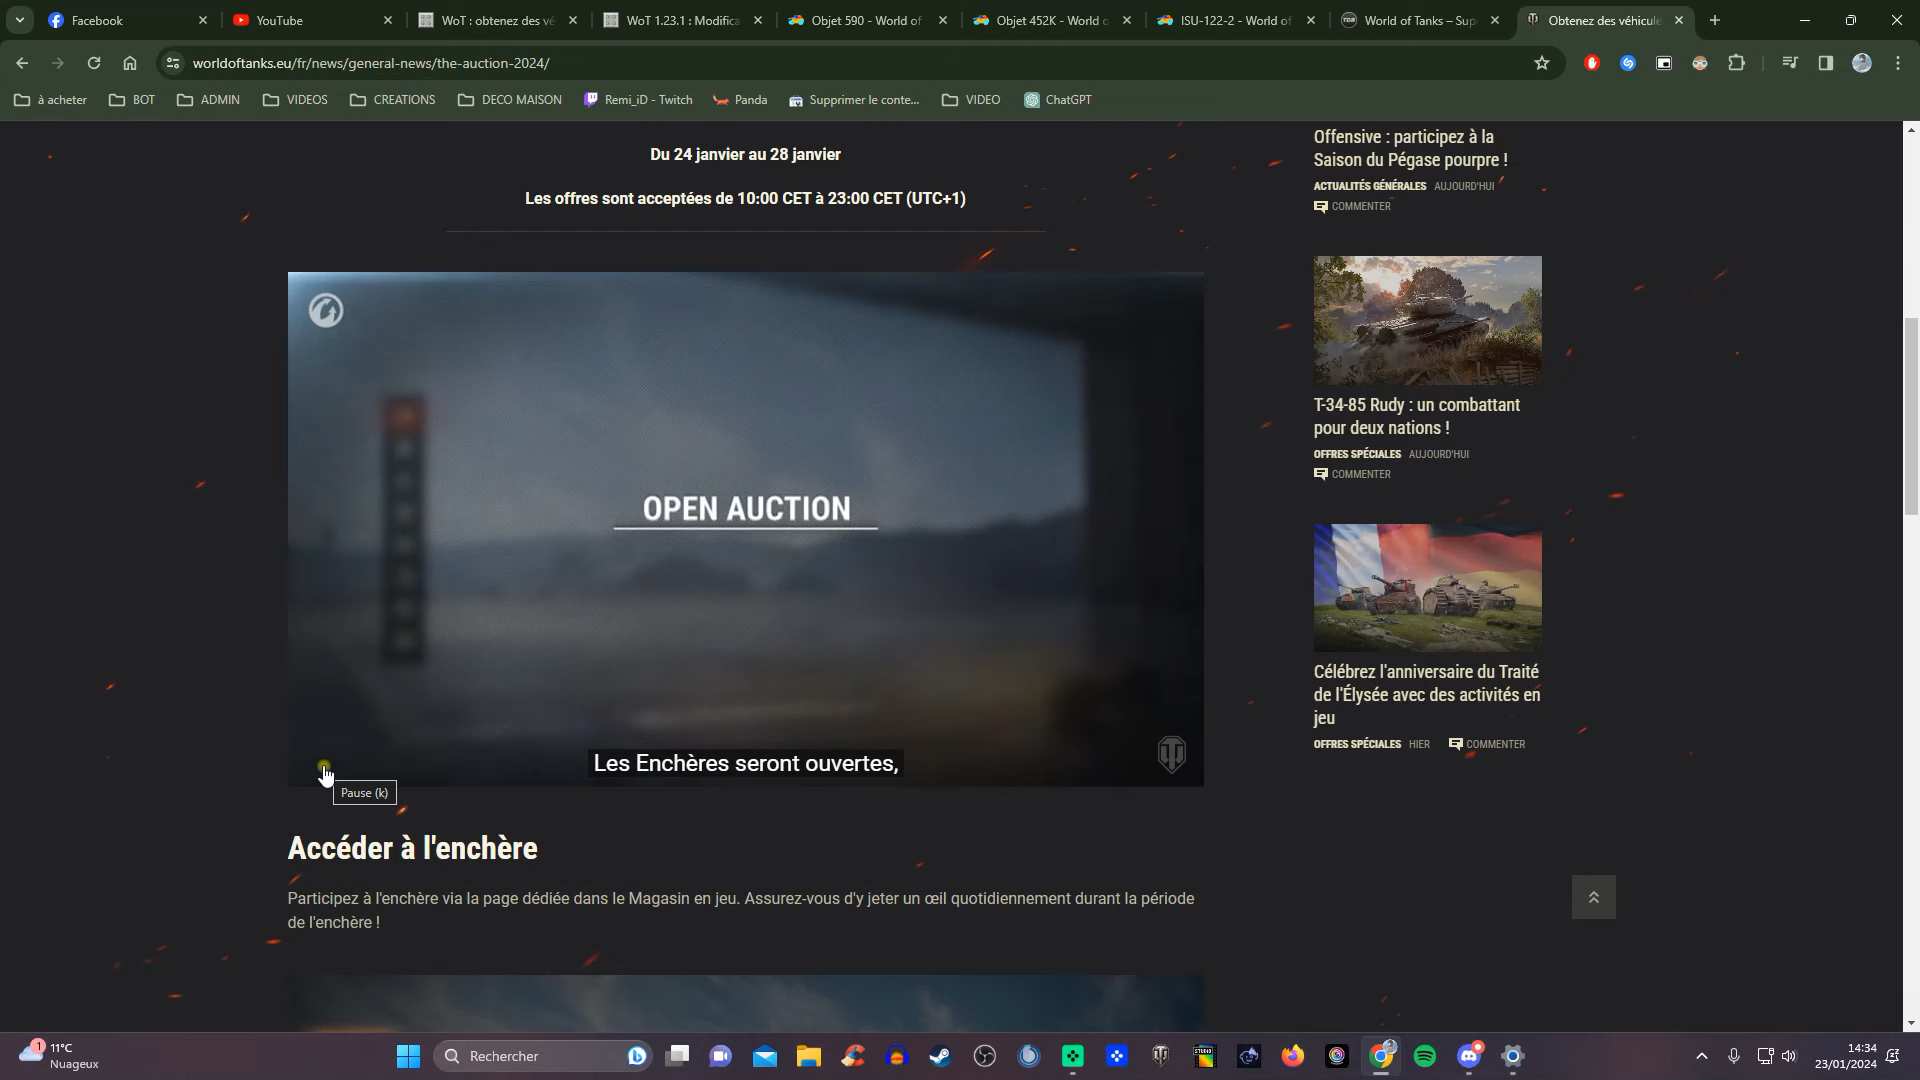 Facebook
YouTube
WoT : obtenez des vé
WoT 1.23.1 : Modifica
Objet 590 - World of
Objet 452K - World o
ISU-122-2 - World of
World of Tanks – Sup
Obtenez des véhicule
worldoftanks.eu/fr/news/general-news/the-auction-2024/
à acheter
BOT
ADMIN
VIDEOS
CREATIONS
DECO MAISON
Remi_iD - Twitch
Panda
Supprimer le conte...
VIDEO
ChatGPT
Du 24 janvier au 28 janvier
Les offres sont acceptées de 10:00 CET à 23:00 CET (UTC+1)
OPEN AUCTION
Les Enchères seront ouvertes,
Pause (k)
Accéder à l'enchère
Participez à l'enchère via la page dédiée dans le Magasin en jeu. Assurez-vous d'y jeter un œil quotidiennement durant la période
de l'enchère !
Offensive : participez à la
Saison du Pégase pourpre !
ACTUALITÉS GÉNÉRALES AUJOURD'HUI
COMMENTER
T-34-85 Rudy : un combattant
pour deux nations !
OFFRES SPÉCIALES AUJOURD'HUI
COMMENTER
Célébrez l'anniversaire du Traité
de l'Élysée avec des activités en
jeu
OFFRES SPÉCIALES HIER COMMENTER
1
11°C
Nuageux
Rechercher
STUDIO
14:34
23/01/2024